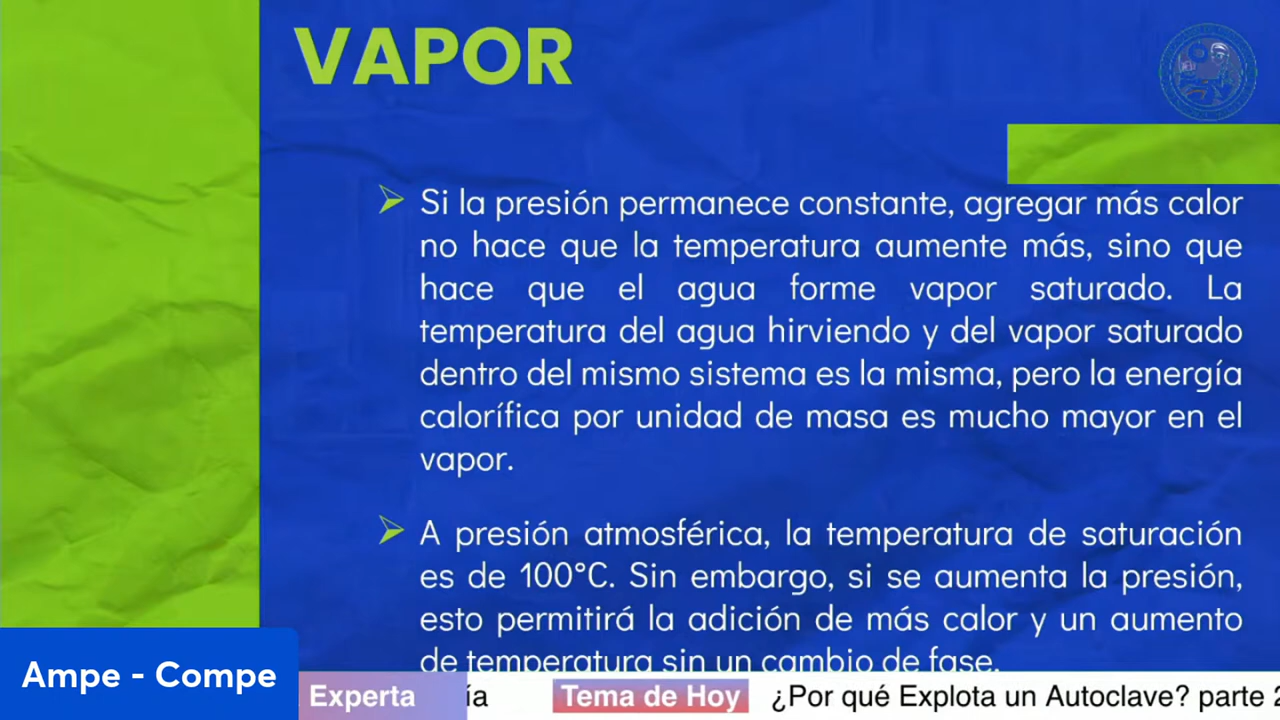 VAPOR
Si la presión permanece constante, agregar más calor
no hace que la temperatura aumente más, sino que
hace que el agua forme vapor saturado. La
temperatura del agua hirviendo y del vapor saturado
dentro del mismo sistema es la misma, pero la energía
calorífica por unidad de masa es mucho mayor en el
vapor.
A presión atmosférica, la temperatura de saturación
es de 100°C. Sin embargo, si se aumenta la presión,
esto permitirá la adición de más calor y un aumento
de temperatura sin un cambio de fase.
Ampe - Compe
Experta ía Tema de Hoy ¿Por qué Explota un Autoclave? parte 2